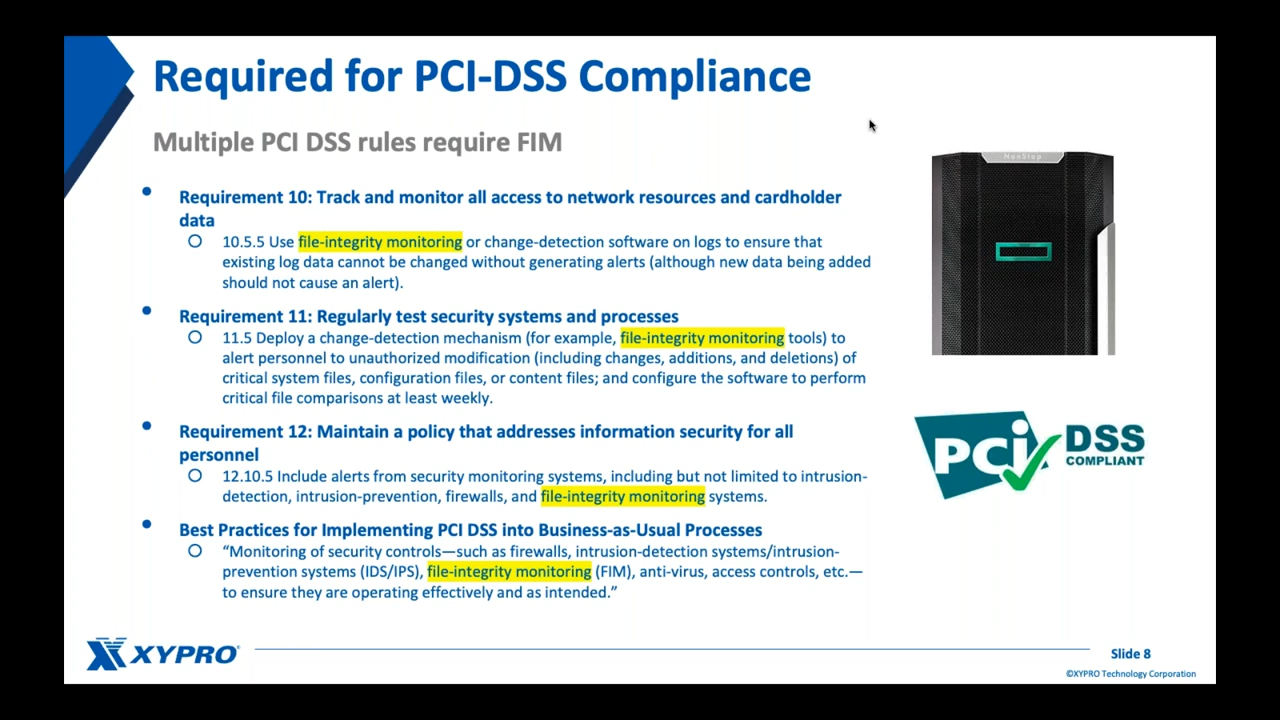 Required for PCI-DSS Compliance
Multiple PCI DSS rules require FIM
NonStop
• Requirement 10: Track and monitor all access to network resources and cardholder
data
○ 10.5.5 Use file-integrity monitoring or change-detection software on logs to ensure that
existing log data cannot be changed without generating alerts (although new data being added
should not cause an alert).
• Requirement 11: Regularly test security systems and processes
○ 11.5 Deploy a change-detection mechanism (for example, file-integrity monitoring tools) to
alert personnel to unauthorized modification (including changes, additions, and deletions) of
critical system files, configuration files, or content files; and configure the software to perform
critical file comparisons at least weekly.
• Requirement 12: Maintain a policy that addresses information security for all
personnel
○ 12.10.5 Include alerts from security monitoring systems, including but not limited to intrusion-
detection, intrusion-prevention, firewalls, and file-integrity monitoring systems.
• Best Practices for Implementing PCI DSS into Business-as-Usual Processes
○ “Monitoring of security controls—such as firewalls, intrusion-detection systems/intrusion-
prevention systems (IDS/IPS), file-integrity monitoring (FIM), anti-virus, access controls, etc.—
to ensure they are operating effectively and as intended.”
PCi DSS
COMPLIANT
XYPRO
Slide 8
©XYPRO Technology Corporation